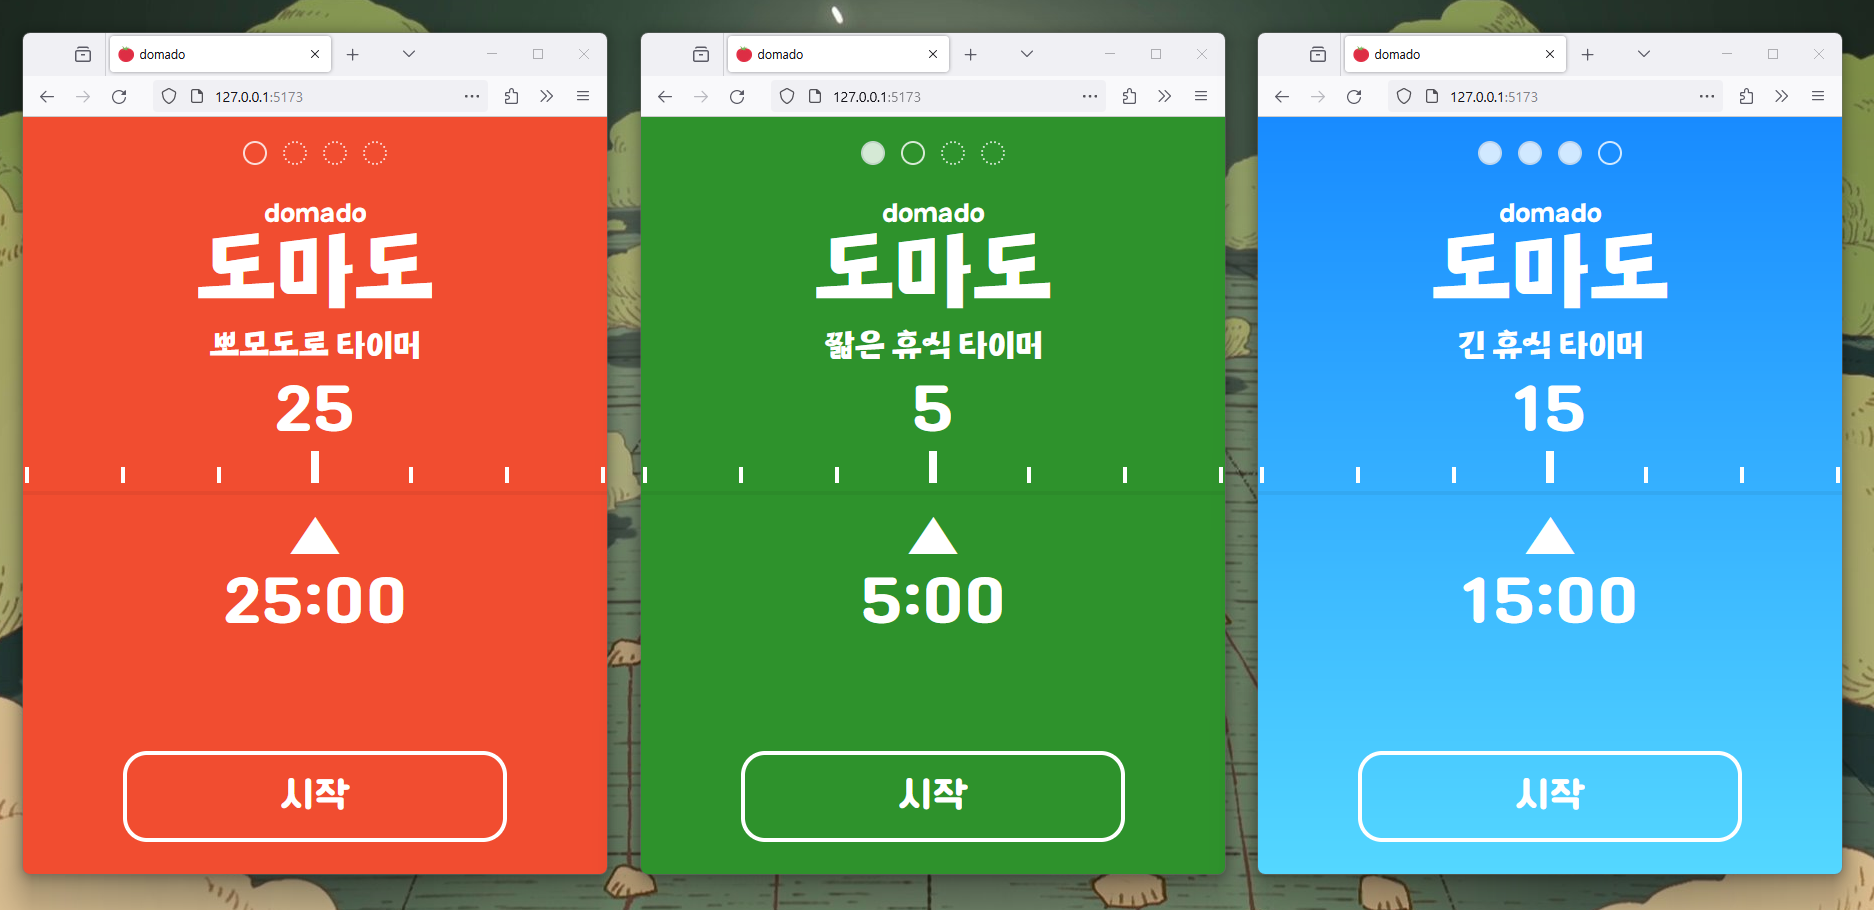 domado
127.0.0.1:5173
domado
도마도
뽀모도로 타이머
25
25:00
시작
domado
127.0.0.1:5173
domado
도마도
짧은 휴식 타이머
5
5:00
시작
domado
127.0.0.1:5173
domado
도마도
긴 휴식 타이머
15
15:00
시작